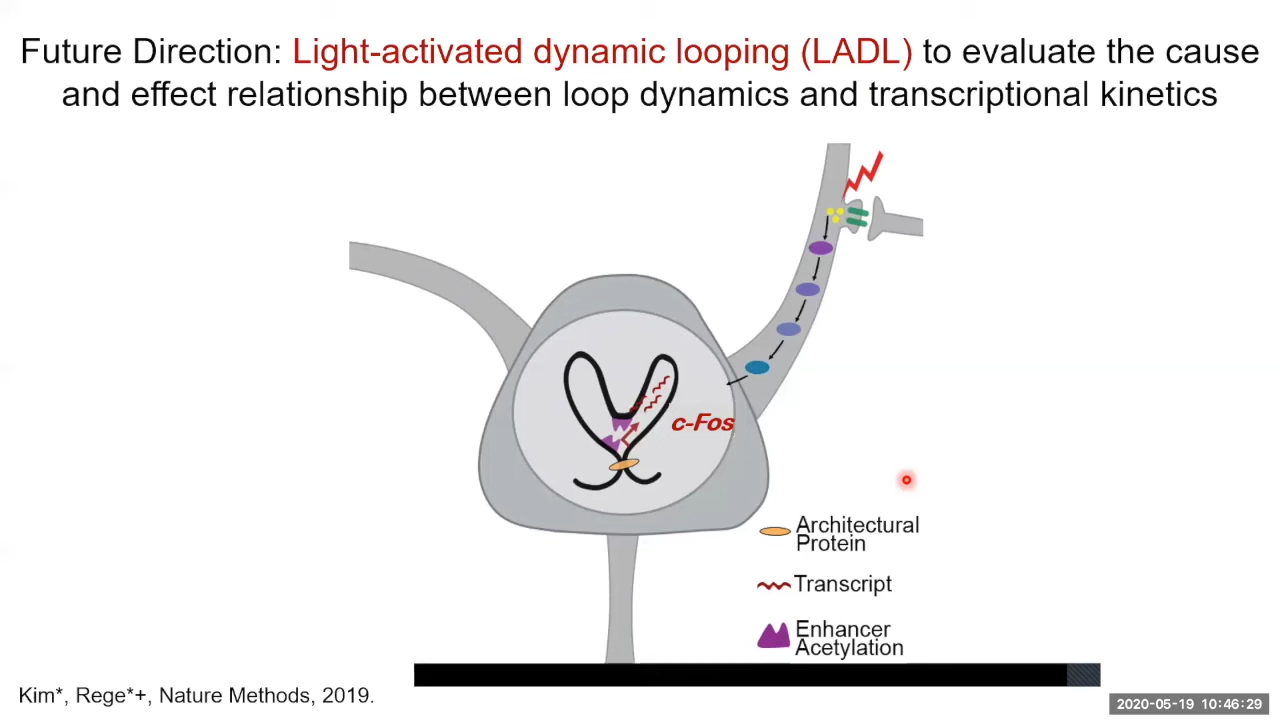 Future Direction: Light-activated dynamic looping (LADL) to evaluate the cause
and effect relationship between loop dynamics and transcriptional kinetics
c-Fos
Architectural
Protein
Transcript
Enhancer
Acetylation
Kim*, Rege*+, Nature Methods, 2019.
2020-05-19 10:46:29